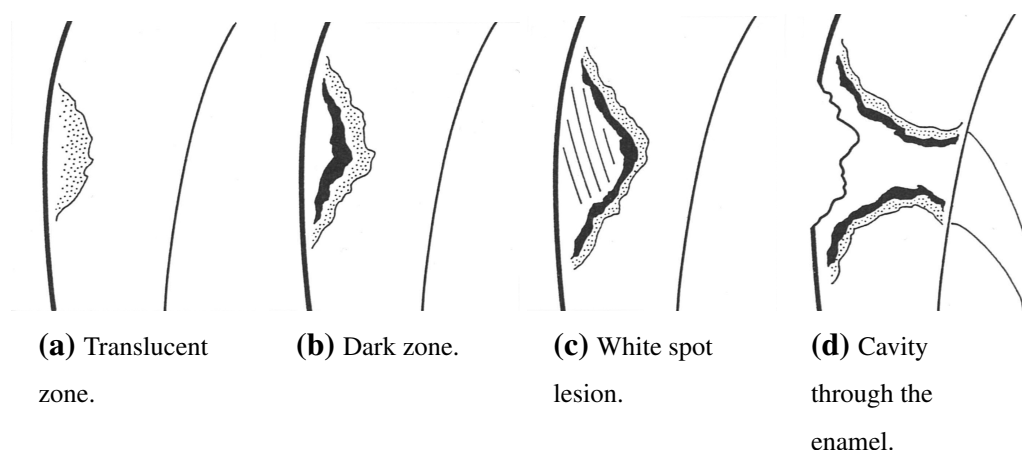 (a) Translucent
zone.
(b) Dark zone.
(c) White spot
lesion.
(d) Cavity
through the
enamel.